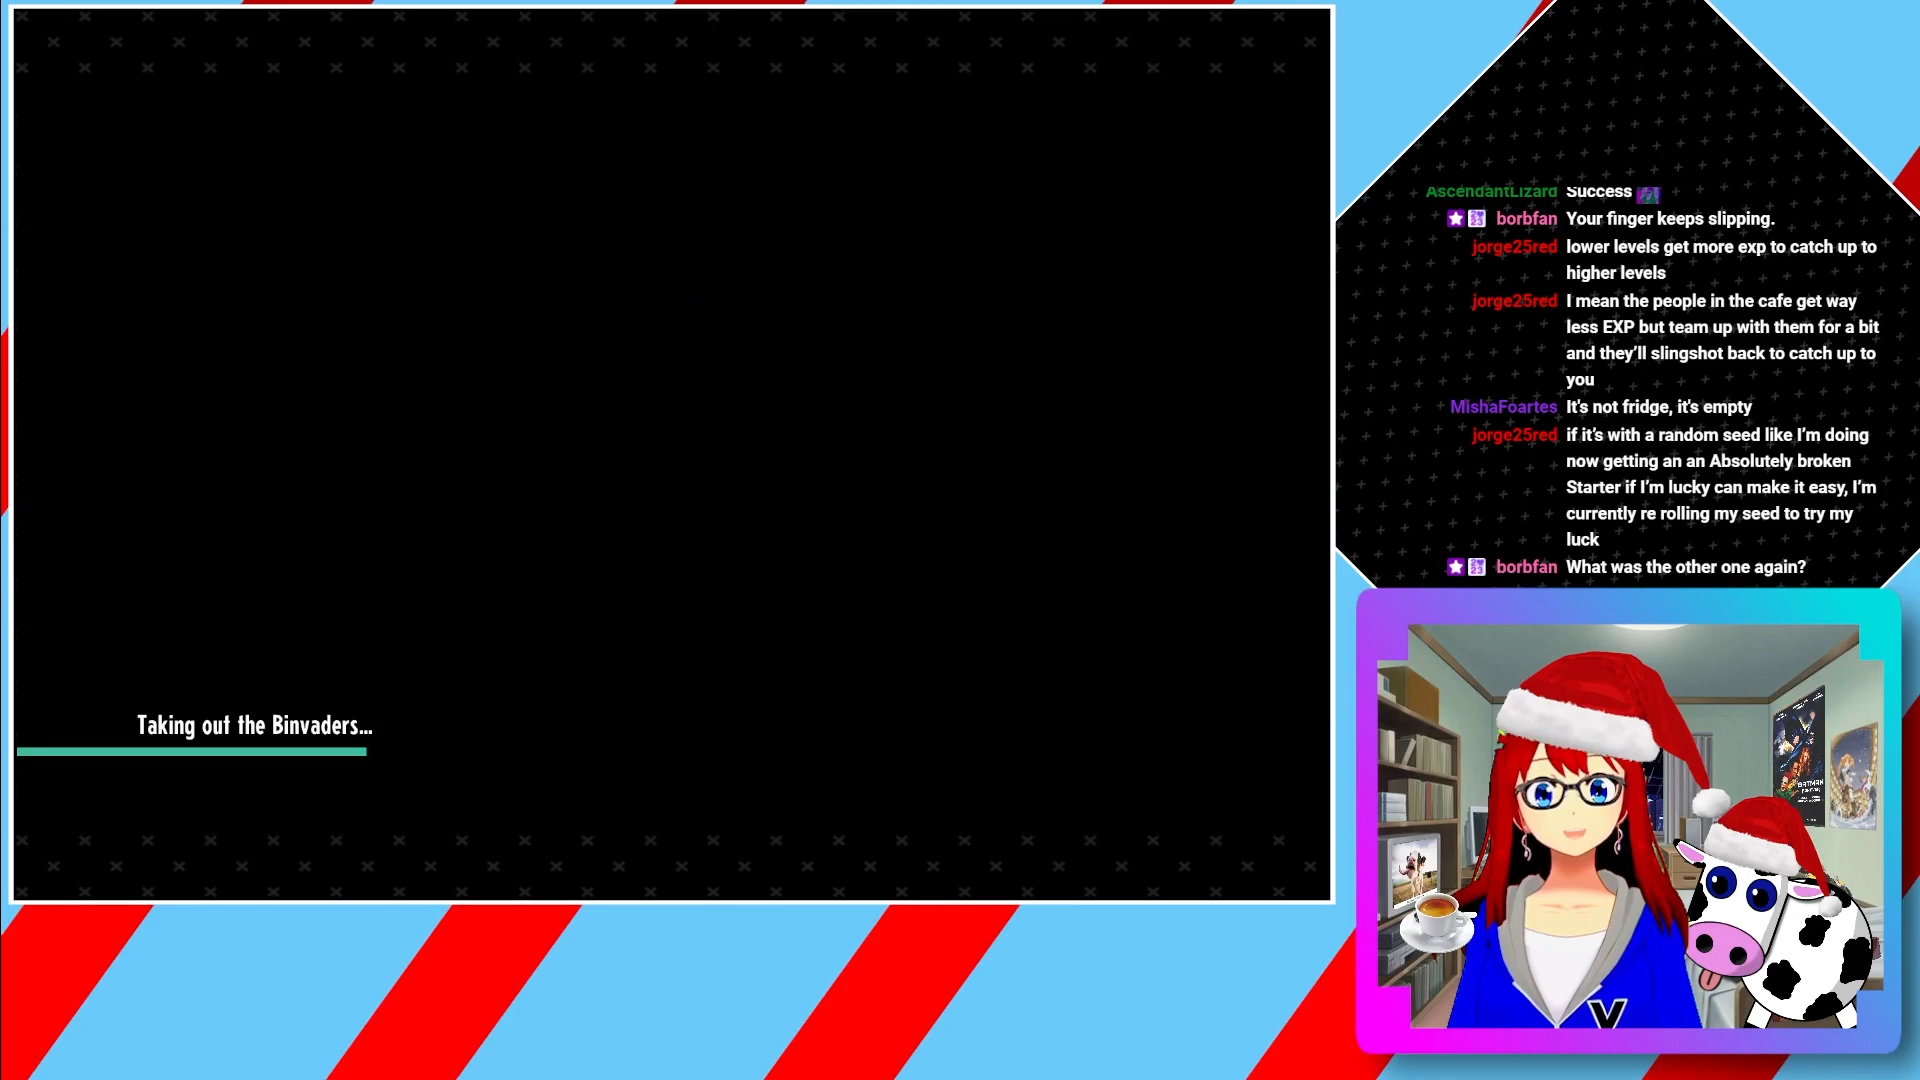 Taking out the Binvaders...
AscendantLizard Success
borbfan Your finger keeps slipping.
jorge25red lower levels get more exp to catch up to
higher levels
jorge25red I mean the people in the cafe get way
less EXP but team up with them for a bit
and they’ll slingshot back to catch up to
you
MishaFoartes It's not fridge, it's empty
jorge25red if it’s with a random seed like I’m doing
now getting an an Absolutely broken
Starter if I’m lucky can make it easy, I’m
currently re rolling my seed to try my
luck
borbfan What was the other one again?
BATMAN
V